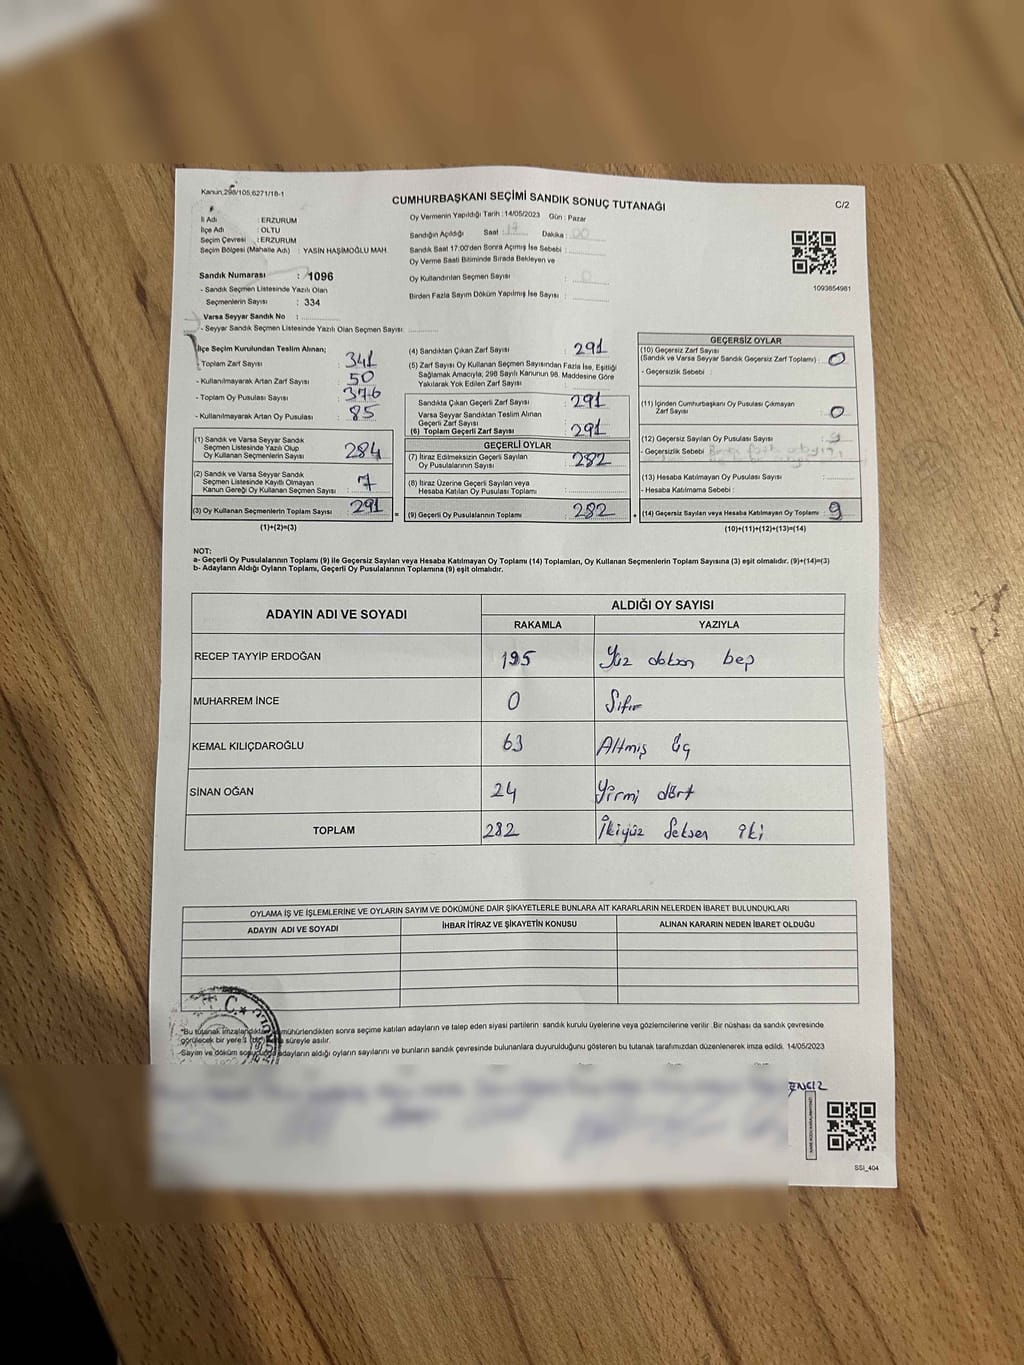 Kanun,298/105,6271/18-1
CUMHURBAŞKANI SEÇİMİ SANDIK SONUÇ TUTANAĞI
C/2
İl Adı : ERZURUM
İlçe Adı : OLTU
Seçim Çevresi : ERZURUM
Seçim Bölgesi (Mahalle Adı) : YASİN HAŞİMOĞLU MAH.
Oy Vermenin Yapıldığı Tarih : 14/05/2023 Gün : Pazar
Sandığın Açıldığı Saat : 17 Dakika : 00
Sandık Saat 17:00'den Sonra Açımış İse Sebebi :
Oy Verme Saati Bitiminde Sırada Bekleyen ve
Oy Kullandırılan Seçmen Sayısı : 0
Birden Fazla Sayım Döküm Yapılmış İse Sayısı :
1093854981
Sandık Numarası : 1096
- Sandık Seçmen Listesinde Yazılı Olan
Seçmenlerin Sayısı : 334
Varsa Seyyar Sandık No :
- Seyyar Sandık Seçmen Listesinde Yazılı Olan Seçmen Sayısı:
İlçe Seçim Kurulundan Teslim Alınan;
- Toplam Zarf Sayısı : 341
- Kullanılmayarak Artan Zarf Sayısı : 50
- Toplam Oy Pusulası Sayısı : 376
- Kullanılmayarak Artan Oy Pusulası : 85
(1) Sandık ve Varsa Seyyar Sandık
Seçmen Listesinde Yazılı Olup
Oy Kullanan Seçmenlerin Sayısı : 284
(2) Sandık ve Varsa Seyyar Sandık
Seçmen Listesinde Kayıtlı Olmayan
Kanun Gereği Oy Kullanan Seçmen Sayısı : 7
(3) Oy Kullanan Seçmenlerin Toplam Sayısı : 291
(1)+(2)=(3)
(4) Sandıktan Çıkan Zarf Sayısı : 291
(5) Zarf Sayısı Oy Kullanan Seçmen Sayısından Fazla İse, Eşitliği
Sağlamak Amacıyla, 298 Sayılı Kanunun 98. Maddesine Göre
Yakılarak Yok Edilen Zarf Sayısı :
Sandıkta Çıkan Geçerli Zarf Sayısı : 291
Varsa Seyyar Sandıktan Teslim Alınan
Geçerli Zarf Sayısı :
(6) Toplam Geçerli Zarf Sayısı : 291
GEÇERLİ OYLAR
(7) İtiraz Edilmeksizin Geçerli Sayılan
Oy Pusulalarının Sayısı : 282
(8) İtiraz Üzerine Geçerli Sayılan veya
Hesaba Katılan Oy Pusulası Toplamı :
(9) Geçerli Oy Pusulalarının Toplamı : 282
GEÇERSİZ OYLAR
(10) Geçersiz Zarf Sayısı
(Sandık ve Varsa Seyyar Sandık Geçersiz Zarf Toplamı) : 0
- Geçersizlik Sebebi :
(11) İçinden Cumhurbaşkanı Oy Pusulası Çıkmayan
Zarf Sayısı : 0
(12) Geçersiz Sayılan Oy Pusulası Sayısı : 9
- Geçersizlik Sebebi
(13) Hesaba Katılmayan Oy Pusulası Sayısı :
- Hesaba Katılmama Sebebi :
(14) Geçersiz Sayılan veya Hesaba Katılmayan Oy Toplamı : 9
(10)+(11)+(12)+(13)=(14)
NOT:
a- Geçerli Oy Pusulalarının Toplamı (9) ile Geçersiz Sayılan veya Hesaba Katılmayan Oy Toplamı (14) Toplamları, Oy Kullanan Seçmenlerin Toplam Sayısına (3) eşit olmalıdır. (9)+(14)=(3)
b- Adayların Aldığı Oyların Toplamı, Geçerli Oy Pusulalarının Toplamına (9) eşit olmalıdır.
ADAYIN ADI VE SOYADI ALDIĞI OY SAYISI
RAKAMLA YAZIYLA
RECEP TAYYİP ERDOĞAN 195 Yüz doksan beş
MUHARREM İNCE 0 Sıfır
KEMAL KILIÇDAROĞLU 63 Altmış üç
SİNAN OĞAN 24 Yirmi dört
TOPLAM 282 İkiyüz Seksen iki
OYLAMA İŞ VE İŞLEMLERİNE VE OYLARIN SAYIM VE DÖKÜMÜNE DAİR ŞİKAYETLERLE BUNLARA AİT KARARLARIN NELERDEN İBARET BULUNDUKLARI
ADAYIN ADI VE SOYADI İHBAR İTİRAZ VE ŞİKAYETİN KONUSU ALINAN KARARIN NEDEN İBARET OLDUĞU
*Bu tutanak imzalandıktan mühürlendikten sonra seçime katılan adayların ve talep eden siyasi partilerin sandık kurulu üyelerine veya gözlemcilerine verilir. Bir nüshası da sandık çevresinde
görülecek bir yere süreyle asılır.
Sayım ve döküm sonucunda adayların aldığı oyların sayılarını ve bunların sandık çevresinde bulunanlara duyurulduğunu gösteren bu tutanak tarafımızdan düzenlenerek imza edildi. 14/05/2023
SSI_404